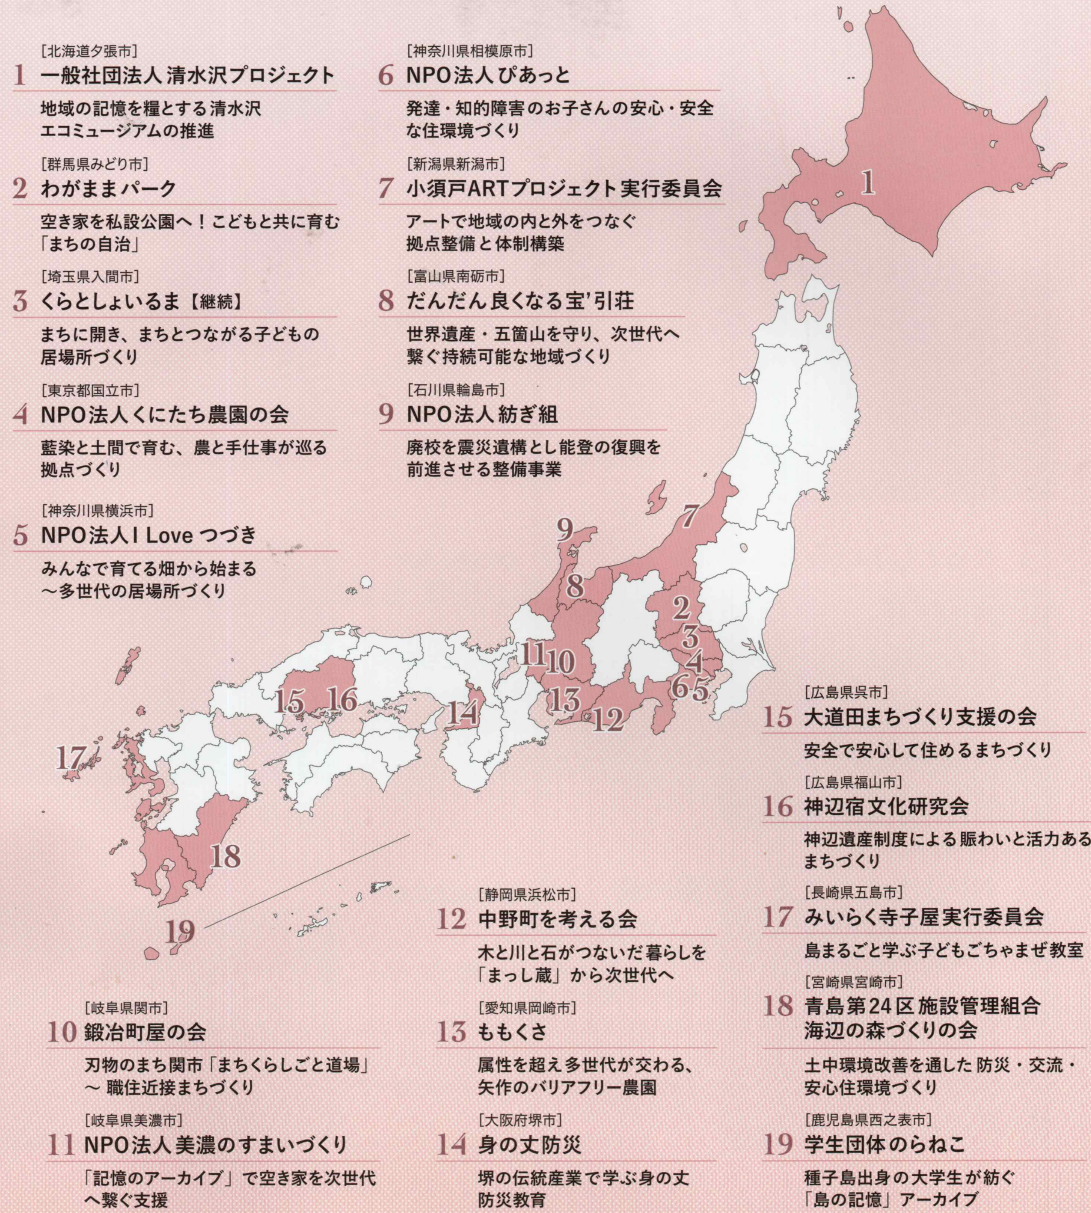 [北海道夕張市]
1 一般社団法人 清水沢プロジェクト
地域の記憶を糧とする清水沢
エコミュージアムの推進
[群馬県みどり市]
2 わがままパーク
空き家を私設公園へ！こどもと共に育む
「まちの自治」
[埼玉県入間市]
3 くらとしょいるま【継続】
まちに開き、まちとつながる子どもの
居場所づくり
[東京都国立市]
4 NPO法人くにたち農園の会
藍染と土間で育む、農と手仕事が巡る
拠点づくり
[神奈川県横浜市]
5 NPO法人I Love つづき
みんなで育てる畑から始まる
～多世代の居場所づくり
[神奈川県相模原市]
6 NPO法人ぴあっと
発達・知的障害のお子さんの安心・安全
な住環境づくり
[新潟県新潟市]
7 小須戸ARTプロジェクト実行委員会
アートで地域の内と外をつなぐ
拠点整備と体制構築
[富山県南砺市]
8 だんだん良くなる宝’引荘
世界遺産・五箇山を守り、次世代へ
繋ぐ持続可能な地域づくり
[石川県輪島市]
9 NPO法人紡ぎ組
廃校を震災遺構とし能登の復興を
前進させる整備事業
1
7
9
8
2
3
4
6
5
11
10
13
12
14
15
16
17
18
19
[岐阜県関市]
10 鍛冶町屋の会
刃物のまち関市「まちくらしごと道場」
～ 職住近接まちづくり
[岐阜県美濃市]
11 NPO法人美濃のすまいづくり
「記憶のアーカイブ」で空き家を次世代
へ繋ぐ支援
[静岡県浜松市]
12 中野町を考える会
木と川と石がつないだ暮らしを
「まっし蔵」から次世代へ
[愛知県岡崎市]
13 ももくさ
属性を超え多世代が交わる、
矢作のバリアフリー農園
[大阪府堺市]
14 身の丈防災
堺の伝統産業で学ぶ身の丈
防災教育
[広島県呉市]
15 大道田まちづくり支援の会
安全で安心して住めるまちづくり
[広島県福山市]
16 神辺宿文化研究会
神辺遺産制度による賑わいと活力ある
まちづくり
[長崎県五島市]
17 みいらく寺子屋実行委員会
島まるごと学ぶ子どもごちゃまぜ教室
[宮崎県宮崎市]
18 青島第24区施設管理組合
海辺の森づくりの会
土中環境改善を通した防災・交流・
安心住環境づくり
[鹿児島県西之表市]
19 学生団体のらねこ
種子島出身の大学生が紡ぐ
「島の記憶」アーカイブ